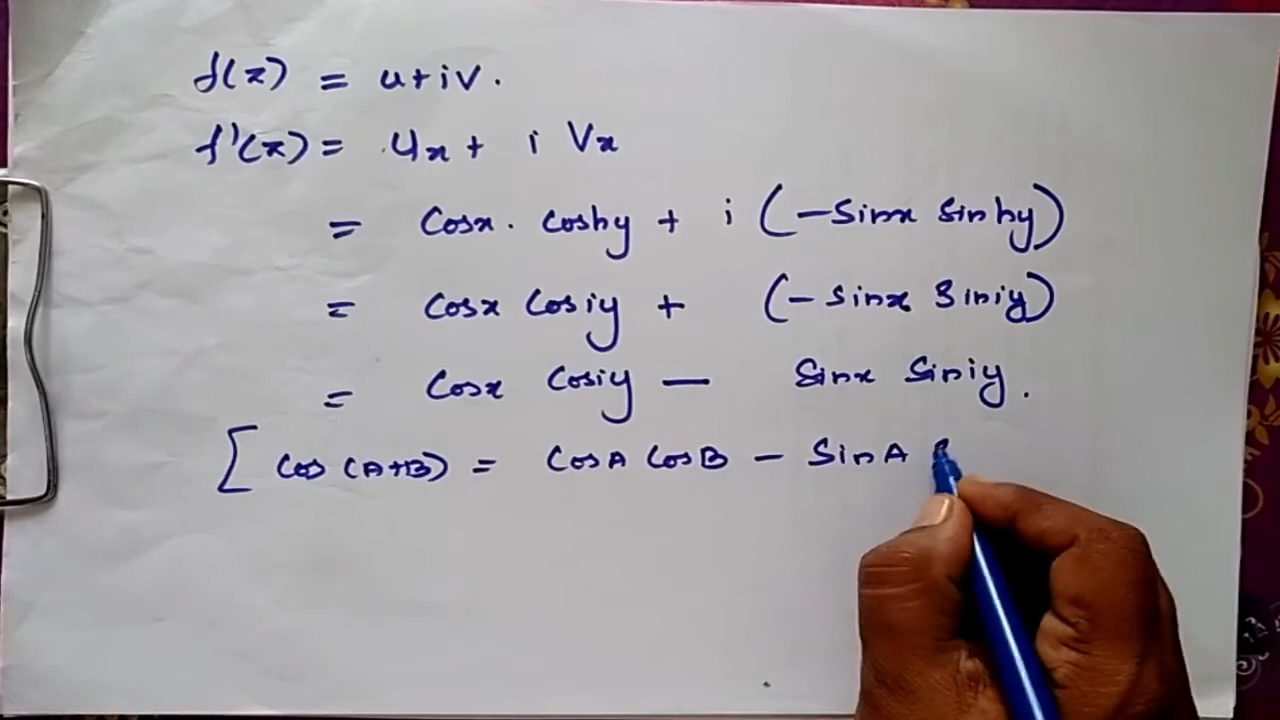 f(z) = u+iv.
f'(z) = ux + i vx
= Cosx. coshy + i (-Sinx Sinhy)
= Cosx Cosiy + (-Sinx Siniy)
= Cosx Cosiy — Sinx Siniy.
[ Cos (A+B) = CosA CosB - SinA